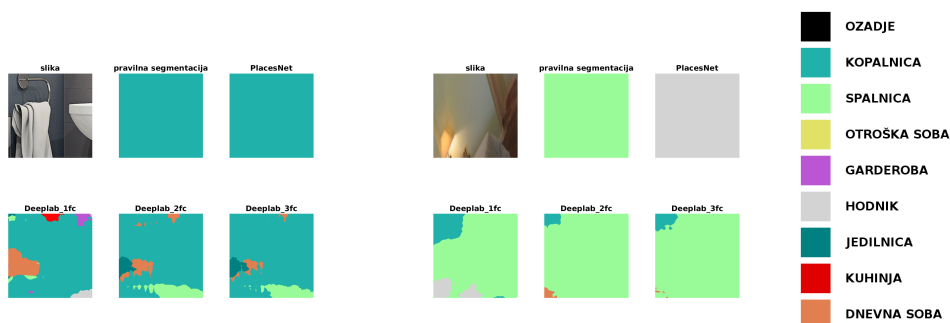 slika
pravilna segmentacija
PlacesNet
slika
pravilna segmentacija
PlacesNet
Deeplab_1fc
Deeplab_2fc
Deeplab_3fc
Deeplab_1fc
Deeplab_2fc
Deeplab_3fc
OZADJE
KOPALNICA
SPALNICA
OTROŠKA SOBA
GARDEROBA
HODNIK
JEDILNICA
KUHINJA
DNEVNA SOBA